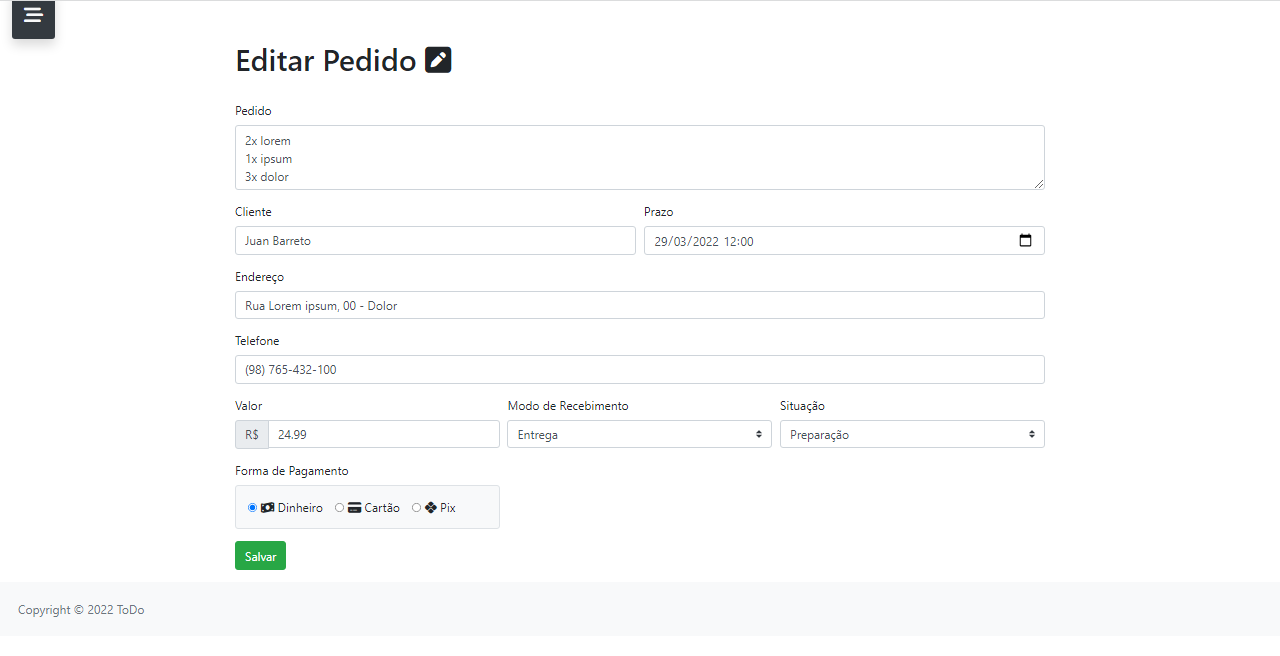 Editar Pedido
Pedido
2x lorem
1x ipsum
3x dolor
Cliente
Prazo
Juan Barreto
29/03/2022 12:00
Endereço
Rua Lorem ipsum, 00 - Dolor
Telefone
(98) 765-432-100
Valor
Modo de Recebimento
Situação
R$ 24.99
Entrega
Preparação
Forma de Pagamento
Dinheiro Cartão Pix
Salvar
Copyright © 2022 ToDo